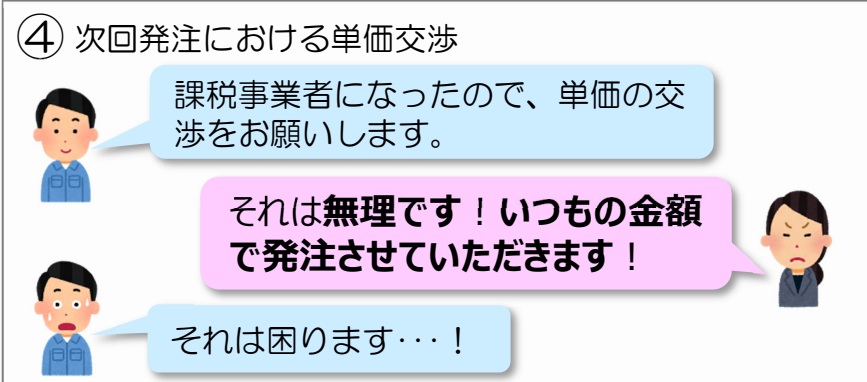 ④ 次回発注における単価交渉
課税事業者になったので、単価の交
渉をお願いします。
それは無理です！いつもの金額
で発注させていただきます！
それは困ります･･･！